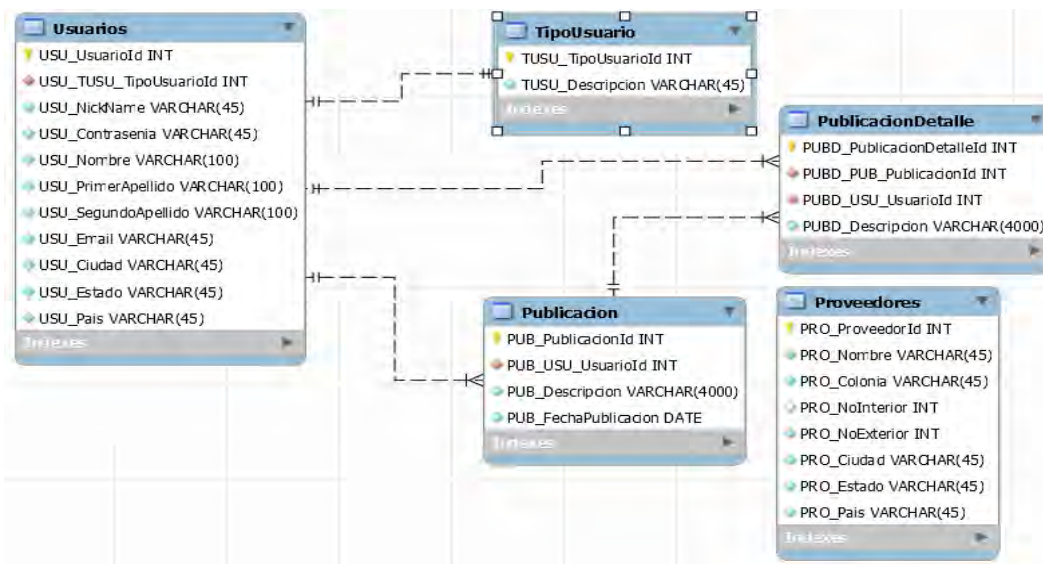 Usuarios
USU_UsuarioId INT
USU_TUSU_TipoUsuarioId INT
USU_NickName VARCHAR(45)
USU_Contrasenia VARCHAR(45)
USU_Nombre VARCHAR(100)
USU_PrimerApellido VARCHAR(100)
USU_SegundoApellido VARCHAR(100)
USU_Email VARCHAR(45)
USU_Ciudad VARCHAR(45)
USU_Estado VARCHAR(45)
USU_Pais VARCHAR(45)
Indexes
TipoUsuario
TUSU_TipoUsuarioId INT
TUSU_Descripcion VARCHAR(45)
Indexes
PublicacionDetalle
PUBD_PublicacionDetalleId INT
PUBD_PUB_PublicacionId INT
PUBD_USU_UsuarioId INT
PUBD_Descripcion VARCHAR(4000)
Indexes
Publicacion
PUB_PublicacionId INT
PUB_USU_UsuarioId INT
PUB_Descripcion VARCHAR(4000)
PUB_FechaPublicacion DATE
Indexes
Proveedores
PRO_ProveedorId INT
PRO_Nombre VARCHAR(45)
PRO_Colonia VARCHAR(45)
PRO_NoInterior INT
PRO_NoExterior INT
PRO_Ciudad VARCHAR(45)
PRO_Estado VARCHAR(45)
PRO_Pais VARCHAR(45)
Indexes